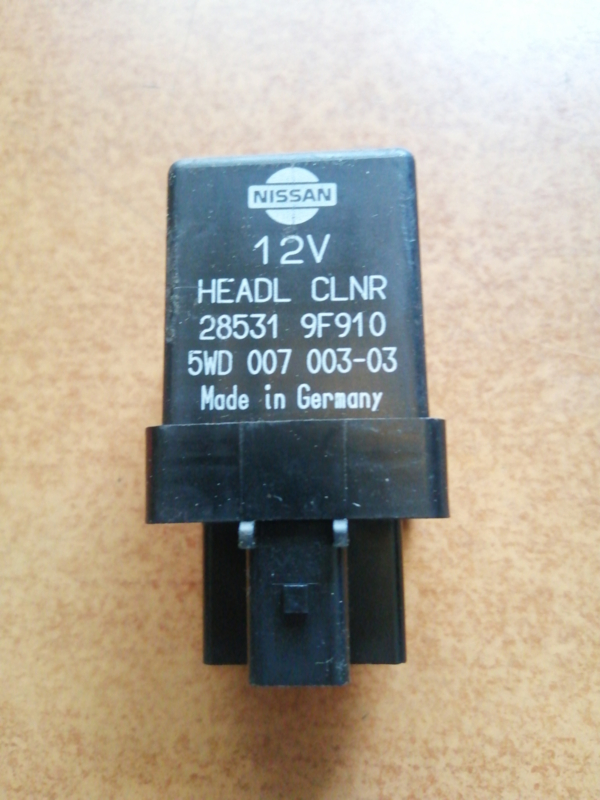 NISSAN
12V
HEADL CLNR
28531 9F910
5WD 007 003-03
Made in Germany